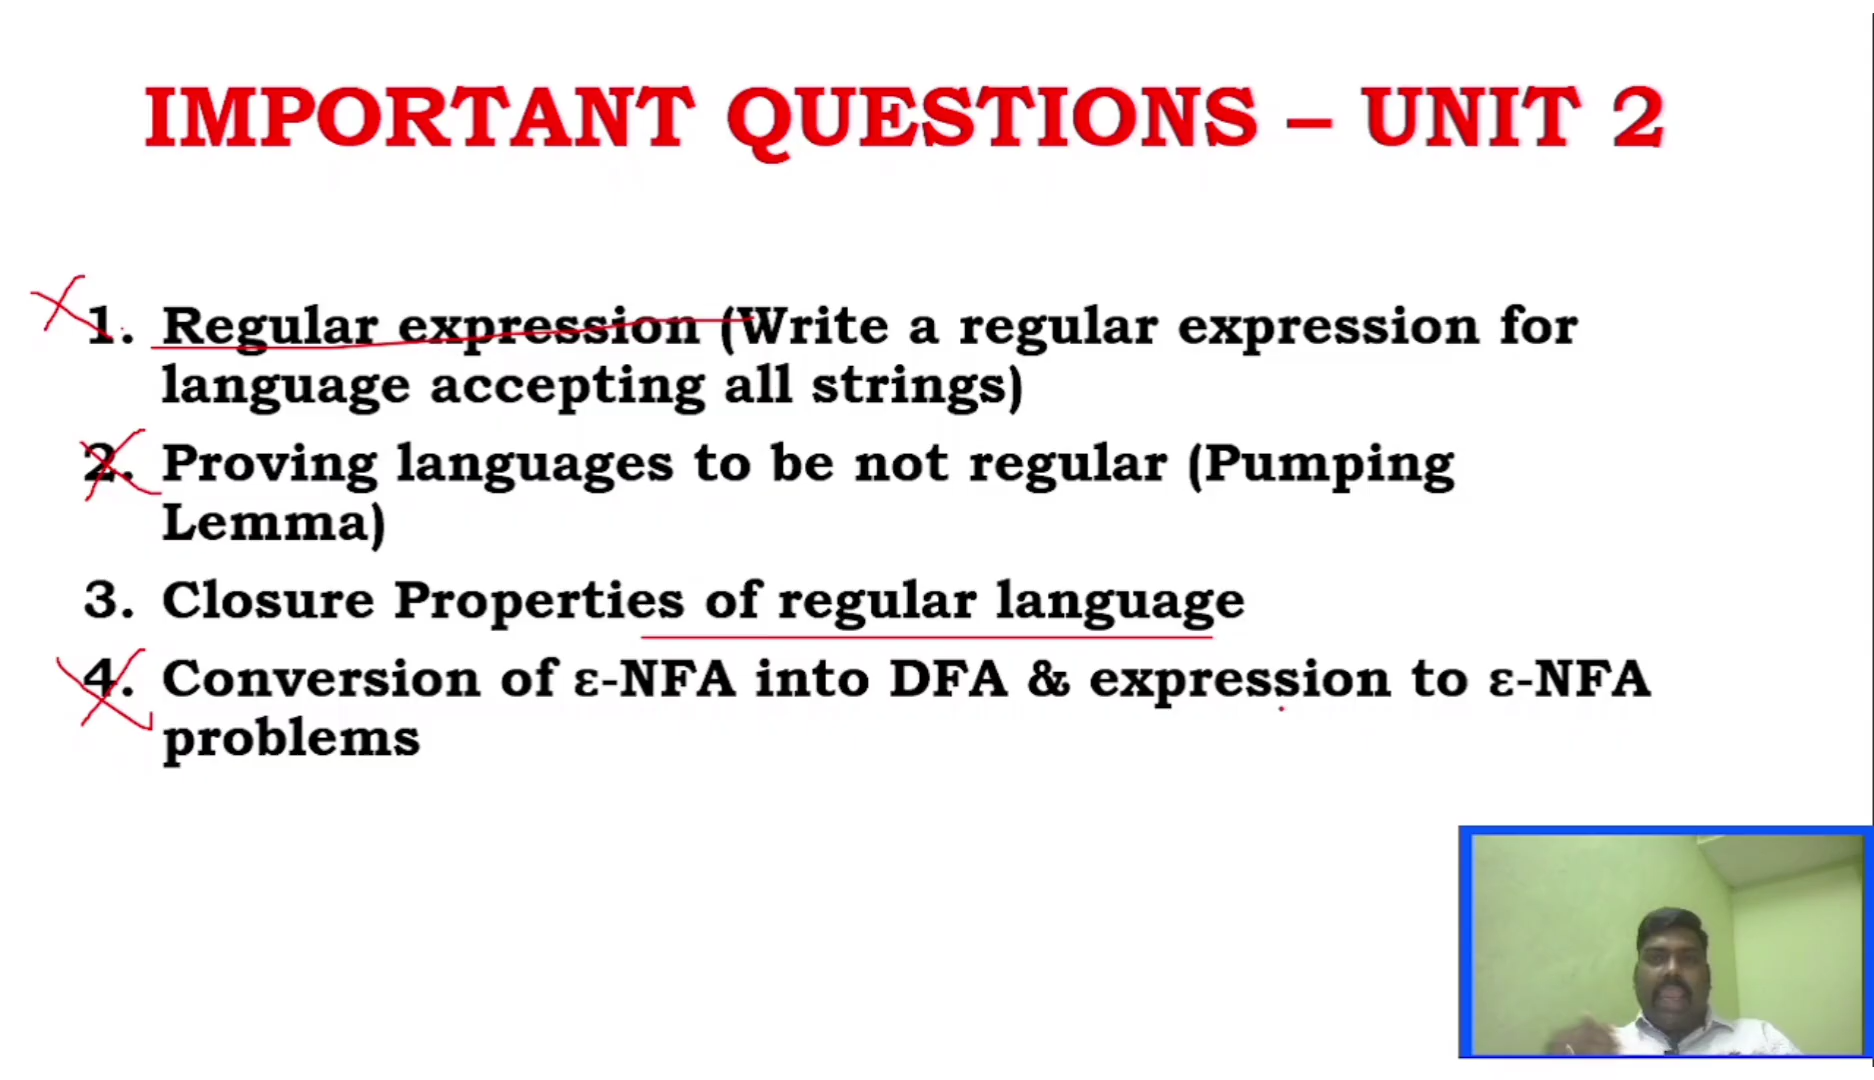 IMPORTANT QUESTIONS – UNIT 2
1. Regular expression (Write a regular expression for
language accepting all strings)
2. Proving languages to be not regular (Pumping
Lemma)
3. Closure Properties of regular language
4. Conversion of ε-NFA into DFA & expression to ε-NFA
problems